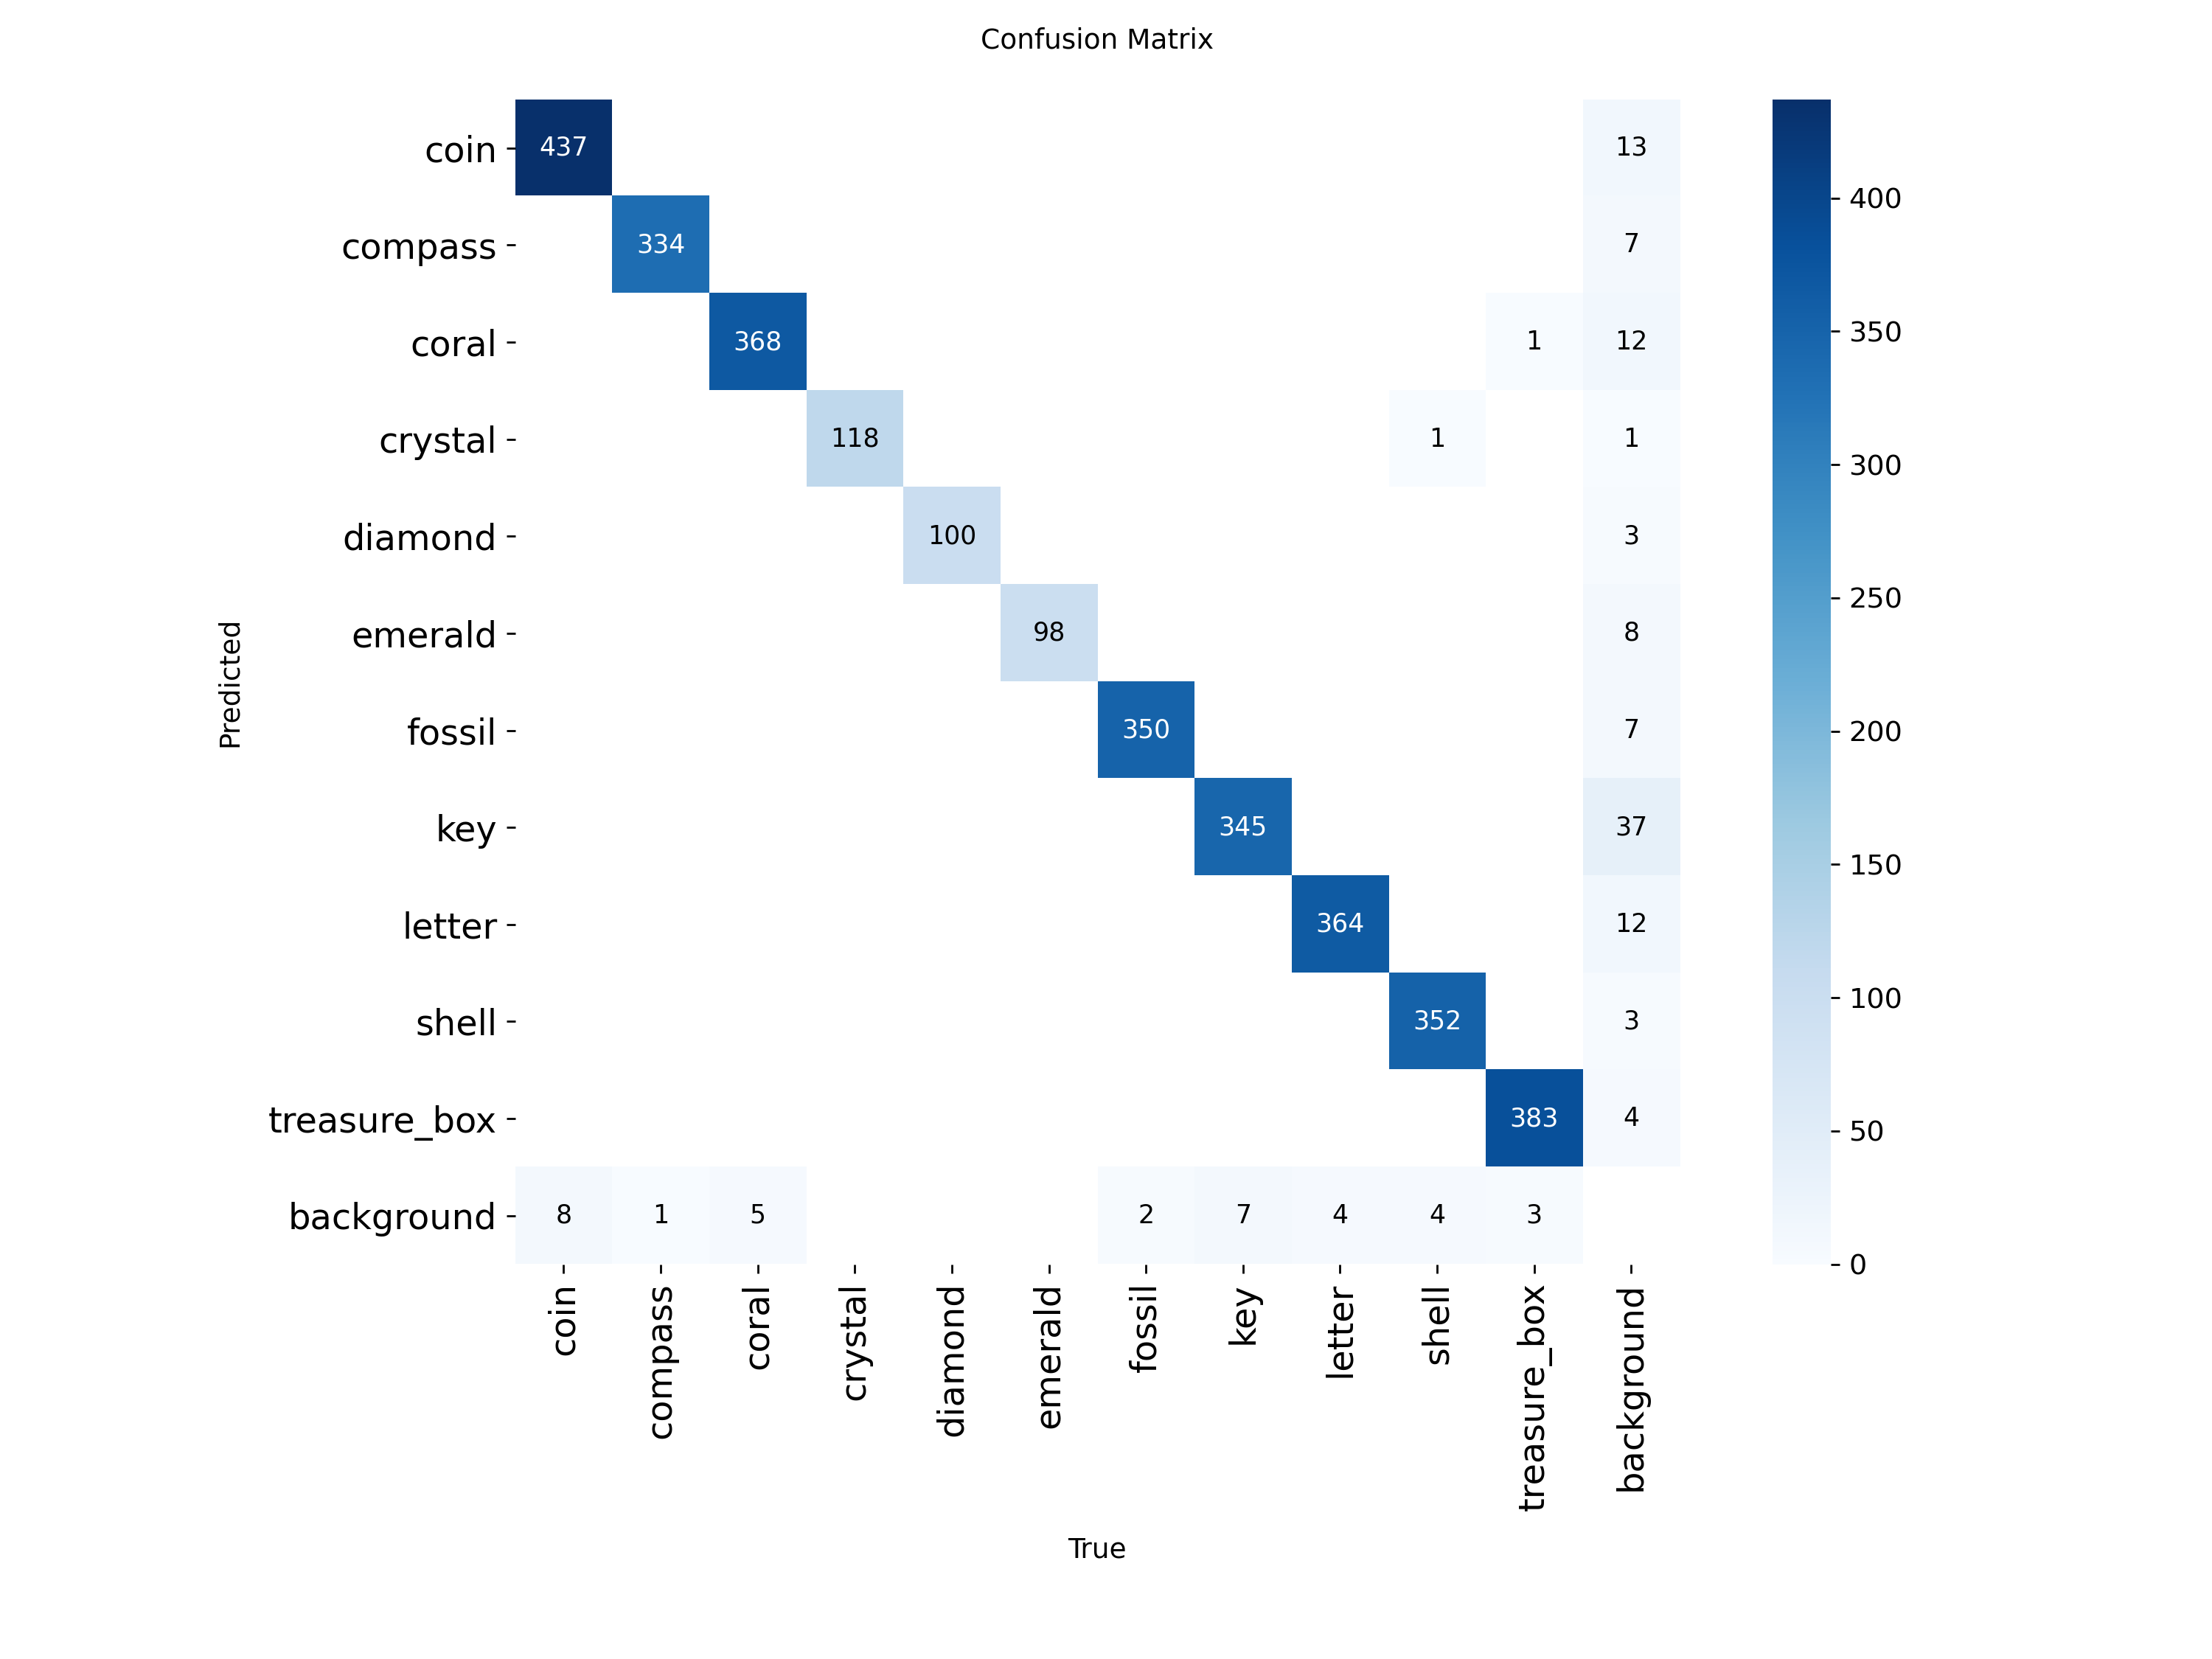 Confusion Matrix
coin 437 13
compass 334 7 400
coral 368 1 12 350
crystal 118 1 1 300
diamond 100 3
emerald 98 8 250
fossil 350 7 200
key 345 37 150
letter 364 12
shell 352 3 100
treasure_box 383 4 50
background 8 1 5 2 7 4 4 3 0
coin compass coral crystal diamond emerald fossil key letter shell treasure_box background
Predicted
True